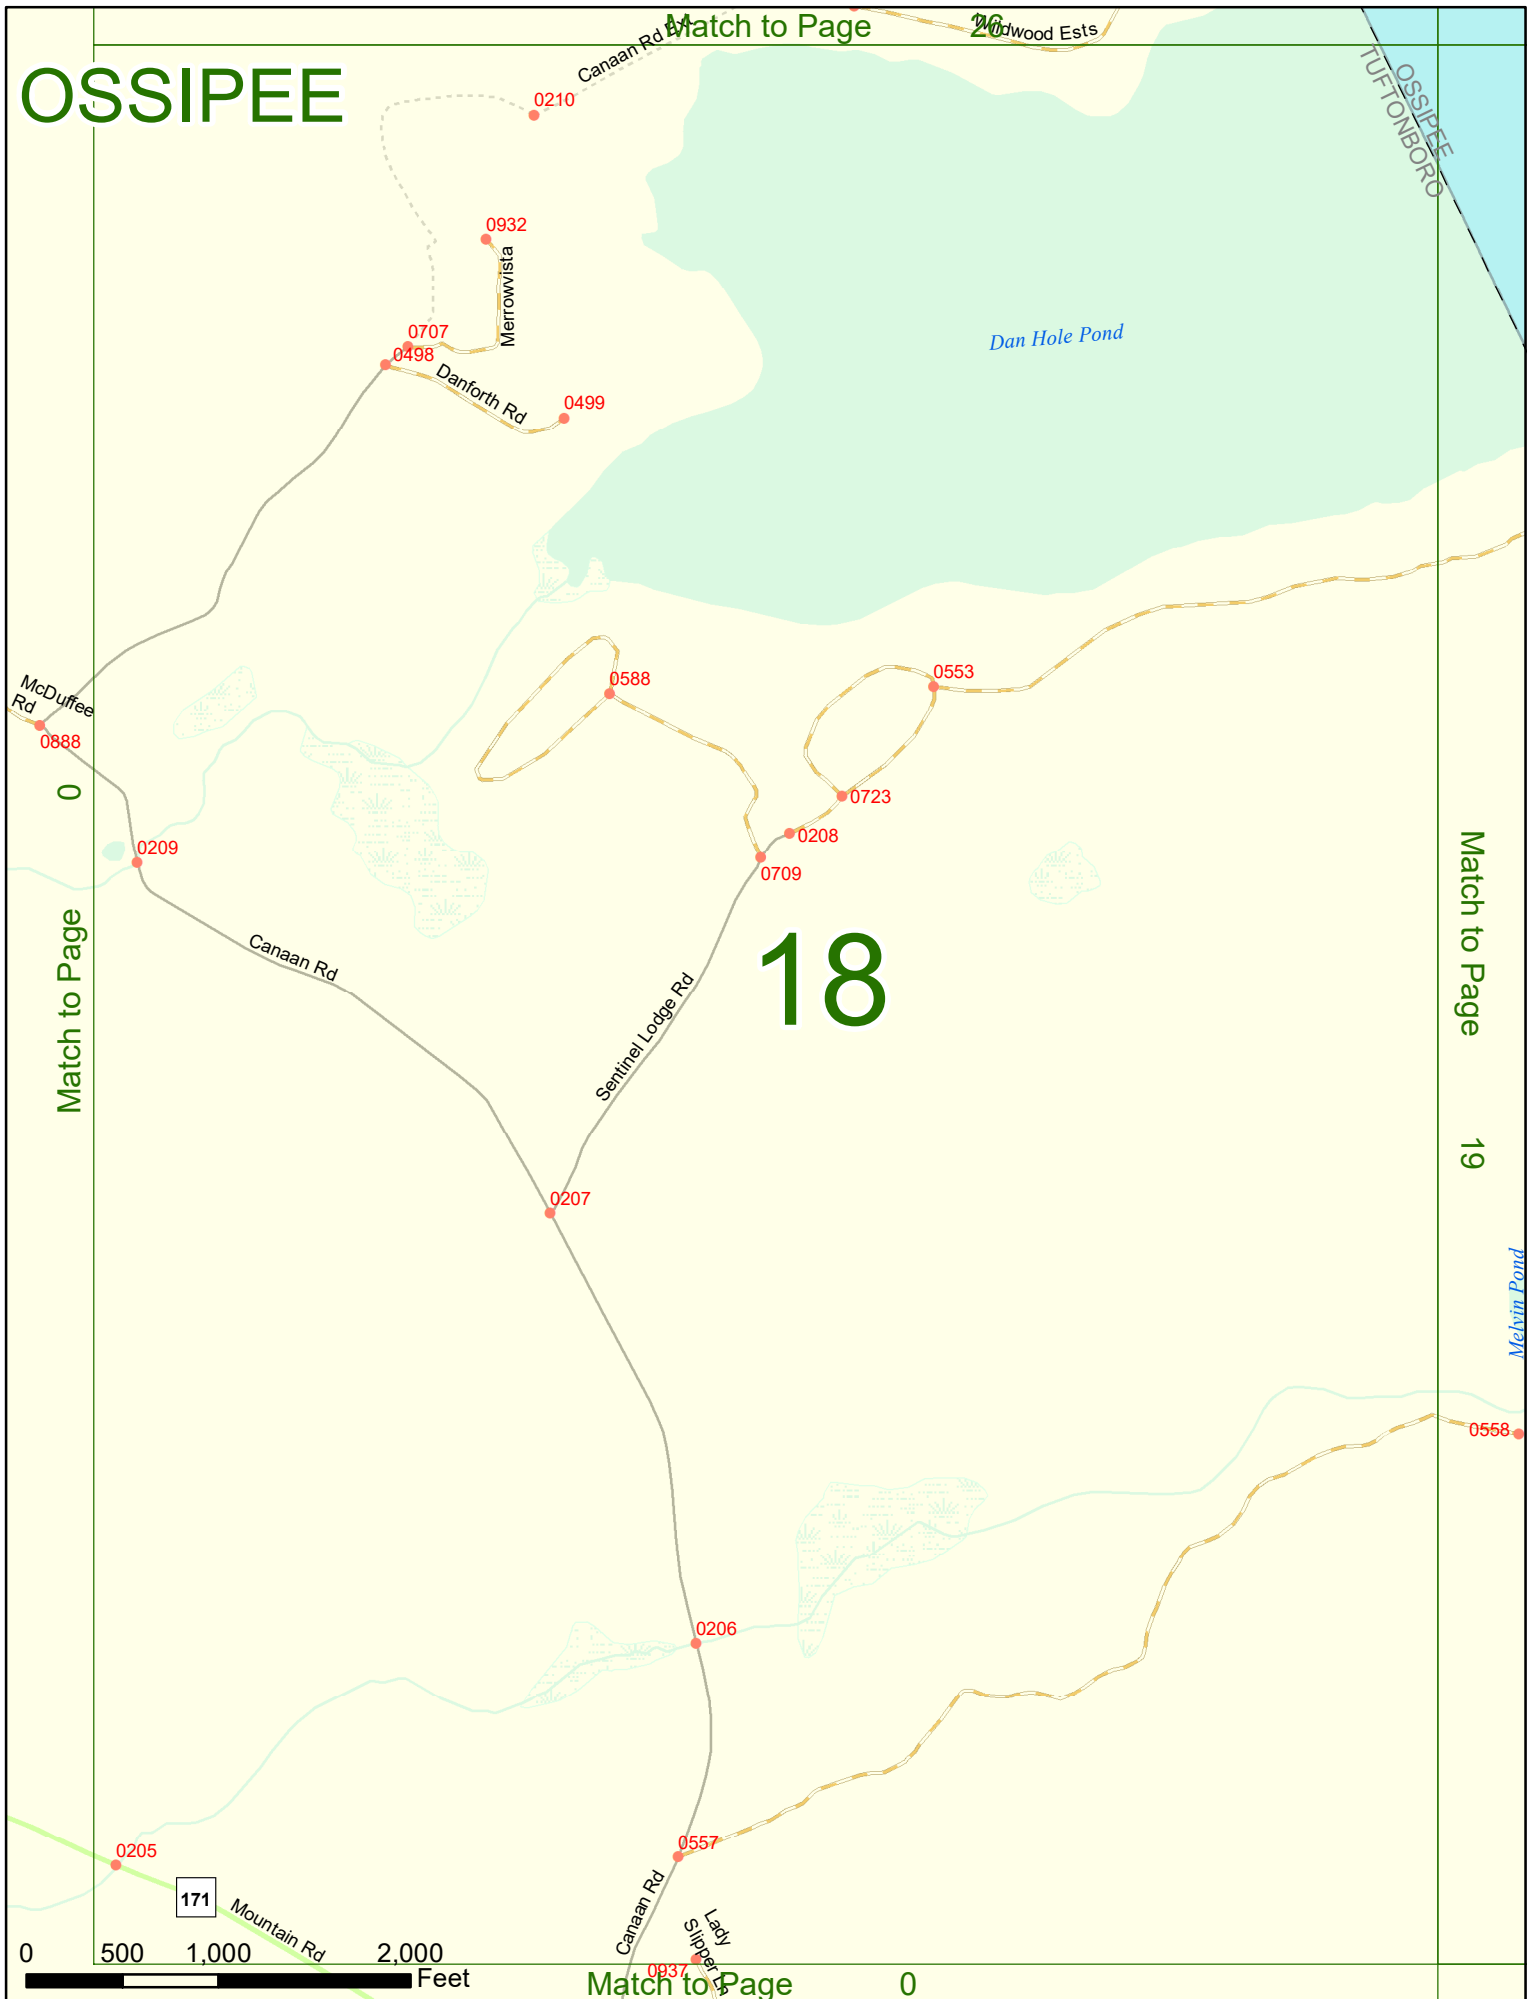 Match to Page 26
Wildwood Ests
Canaan Rd Ext
OSSIPEE
0210
OSSIPEE
TUFTONBORO
0932
Merrowvista
0707
0498
Dan Hole Pond
Danforth Rd
0499
0588
0553
McDuffee
Rd
0888
0723
0208
0209
0709
Match to Page 0
Match to Page 19
18
Canaan Rd
Sentinel Lodge Rd
0207
Melvin Pond
0558
0206
0557
0205
171
Mountain Rd
Canaan Rd
Lady
Slipper Ln
0937
0 500 1,000 2,000
Feet
Match to Page 0